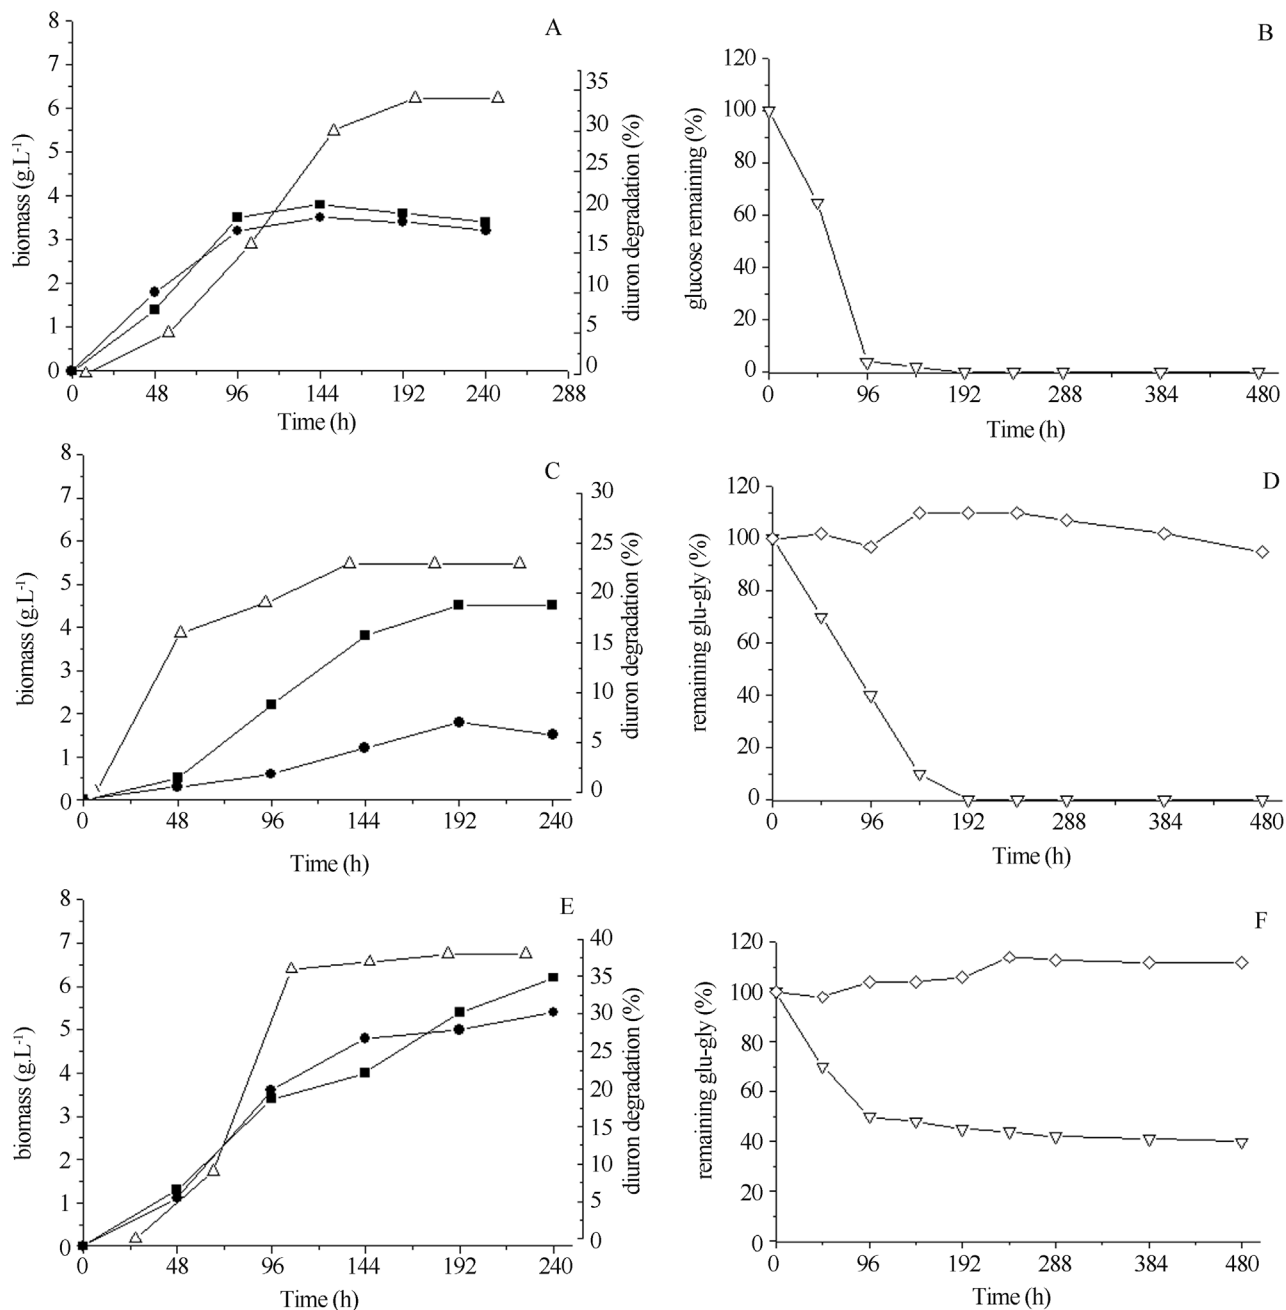 A
8
7
6
5
4
3
2
1
0
biomass (g.L-1)
35
30
25
20
15
10
5
0
diuron degradation (%)
0 48 96 144 192 240 288
Time (h)
B
120
100
80
60
40
20
0
glucose remaining (%)
0 96 192 288 384 480
Time (h)
C
8
7
6
5
4
3
2
1
0
biomass (g.L-1)
30
25
20
15
10
5
0
diuron degradation (%)
0 48 96 144 192 240
Time (h)
D
120
100
80
60
40
20
0
remaining glu-gly (%)
0 96 192 288 384 480
Time (h)
E
8
7
6
5
4
3
2
1
0
biomass (g.L-1)
40
35
30
25
20
15
10
5
0
diuron degradation (%)
0 48 96 144 192 240
Time (h)
F
120
100
80
60
40
20
0
remaining glu-gly (%)
0 96 192 288 384 480
Time (h)